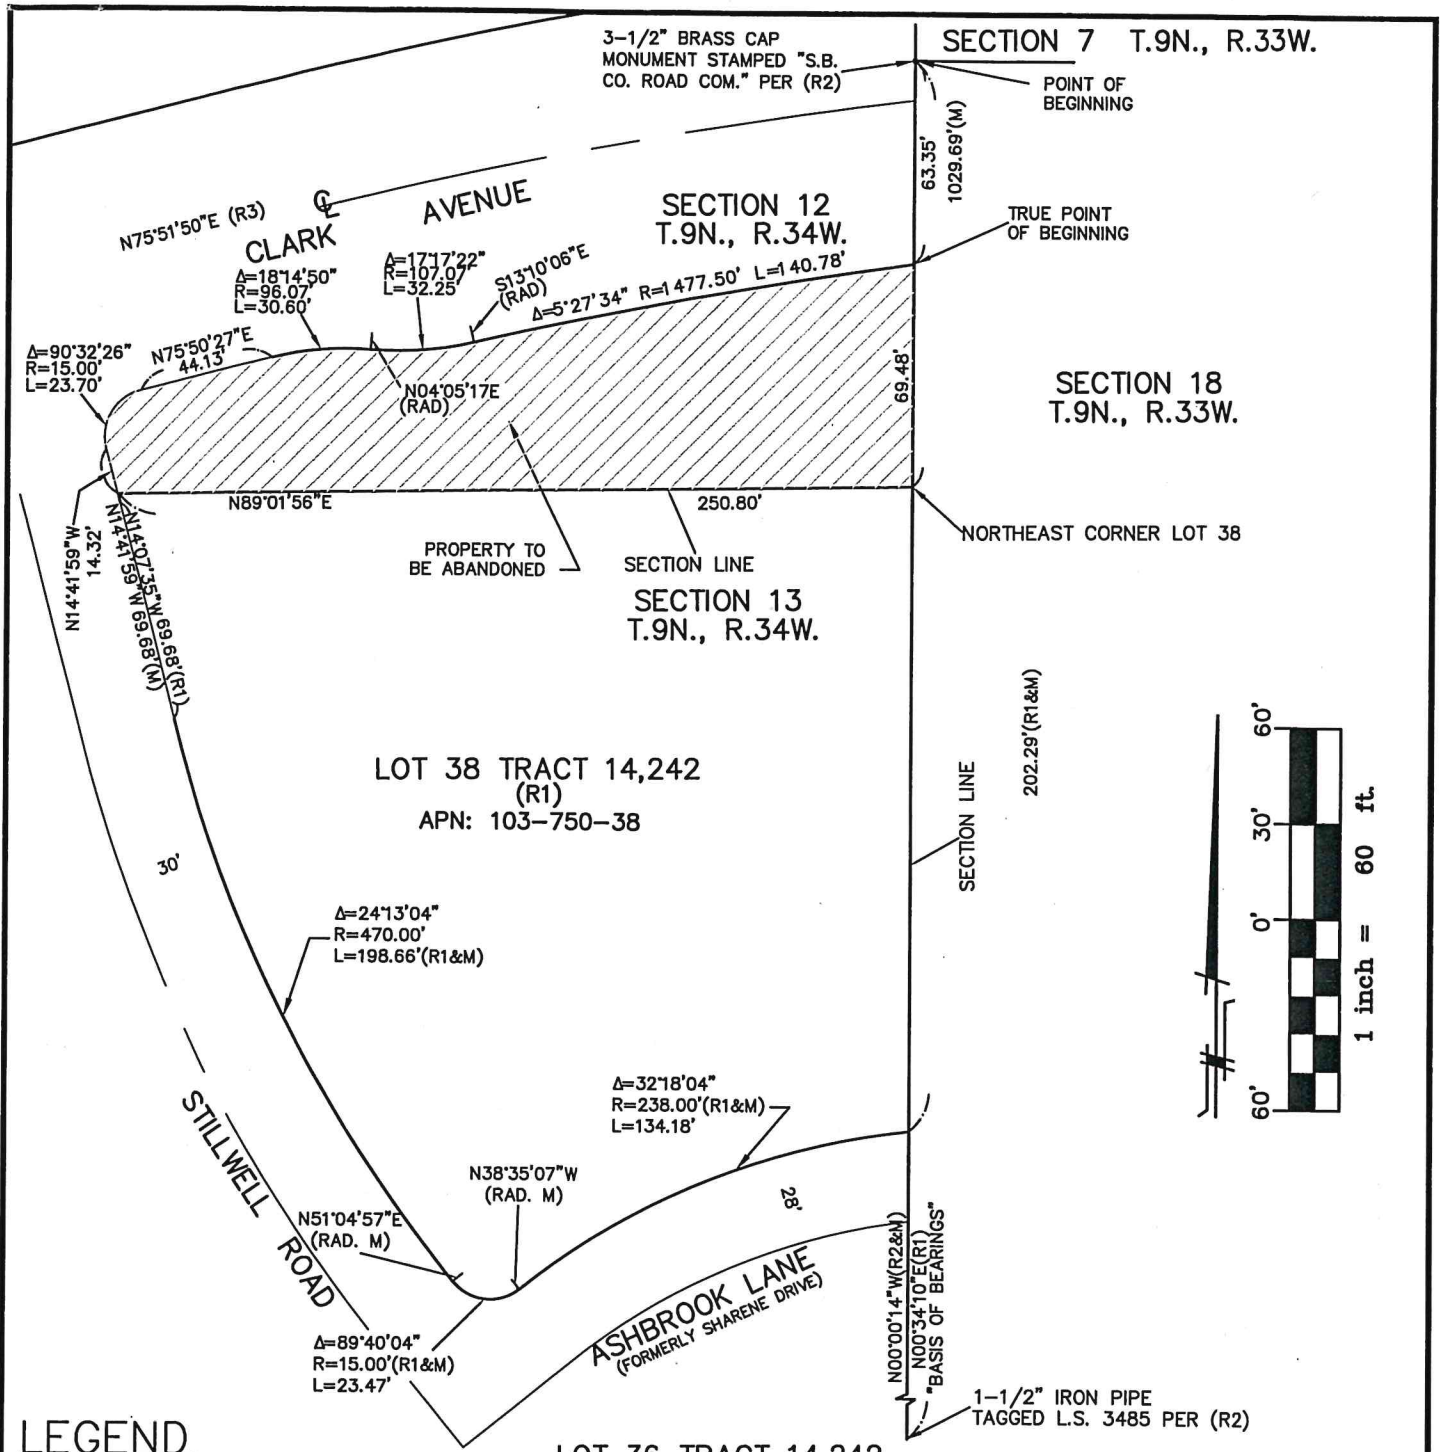 3-1/2" BRASS CAP
MONUMENT STAMPED "S.B.
CO. ROAD COM." PER (R2)
SECTION 7 T.9N., R.33W.
POINT OF
BEGINNING
63.35'
1029.69'(M)
N75°51'50"E (R3)
CLARK
AVENUE
SECTION 12
T.9N., R.34W.
TRUE POINT
OF BEGINNING
Δ=18°14'50"
R=96.07'
L=30.60'
Δ=17°17'22"
R=107.07'
L=32.25'
S13°10'06"E
(RAD)
Δ=5°27'34" R=1477.50' L=140.78'
Δ=90°32'26"
R=15.00'
L=23.70'
N75°50'27"E
44.13'
N04°05'17E
(RAD)
69.48'
SECTION 18
T.9N., R.33W.
N89°01'56"E
250.80'
N14°41'59"W
14.32'
N14°07'35"W 69.68'(R1)
N14°41'59"W 69.68'(M)
PROPERTY TO
BE ABANDONED
SECTION LINE
NORTHEAST CORNER LOT 38
SECTION 13
T.9N., R.34W.
202.29'(R1&M)
SECTION LINE
LOT 38 TRACT 14,242
(R1)
APN: 103-750-38
60'
30'
0'
60'
1 inch = 60 ft.
30'
Δ=24°13'04"
R=470.00'
L=198.66'(R1&M)
Δ=32°18'04"
R=238.00'(R1&M)
L=134.18'
STILLWELL
ROAD
N38°35'07"W
(RAD. M)
N51°04'57"E
(RAD. M)
28'
ASHBROOK LANE
(FORMERLY SHARENE DRIVE)
N00°00'14"W(R2&M)
N00°34'10"E(R1)
"BASIS OF BEARINGS"
Δ=89°40'04"
R=15.00'(R1&M)
L=23.47'
1-1/2" IRON PIPE
TAGGED L.S. 3485 PER (R2)
LEGEND
LOT 36 TRACT 14,242